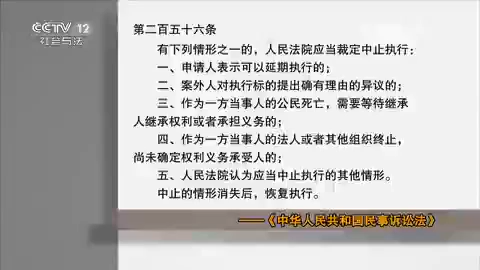 CCTV 12
社会与法
第二百五十六条
有下列情形之一的，人民法院应当裁定中止执行：
一、申请人表示可以延期执行的；
二、案外人对执行标的提出确有理由的异议的；
三、作为一方当事人的公民死亡，需要等待继承
人继承权利或者承担义务的；
四、作为一方当事人的法人或者其他组织终止，
尚未确定权利义务承受人的；
五、人民法院认为应当中止执行的其他情形。
中止的情形消失后，恢复执行。
——《中华人民共和国民事诉讼法》